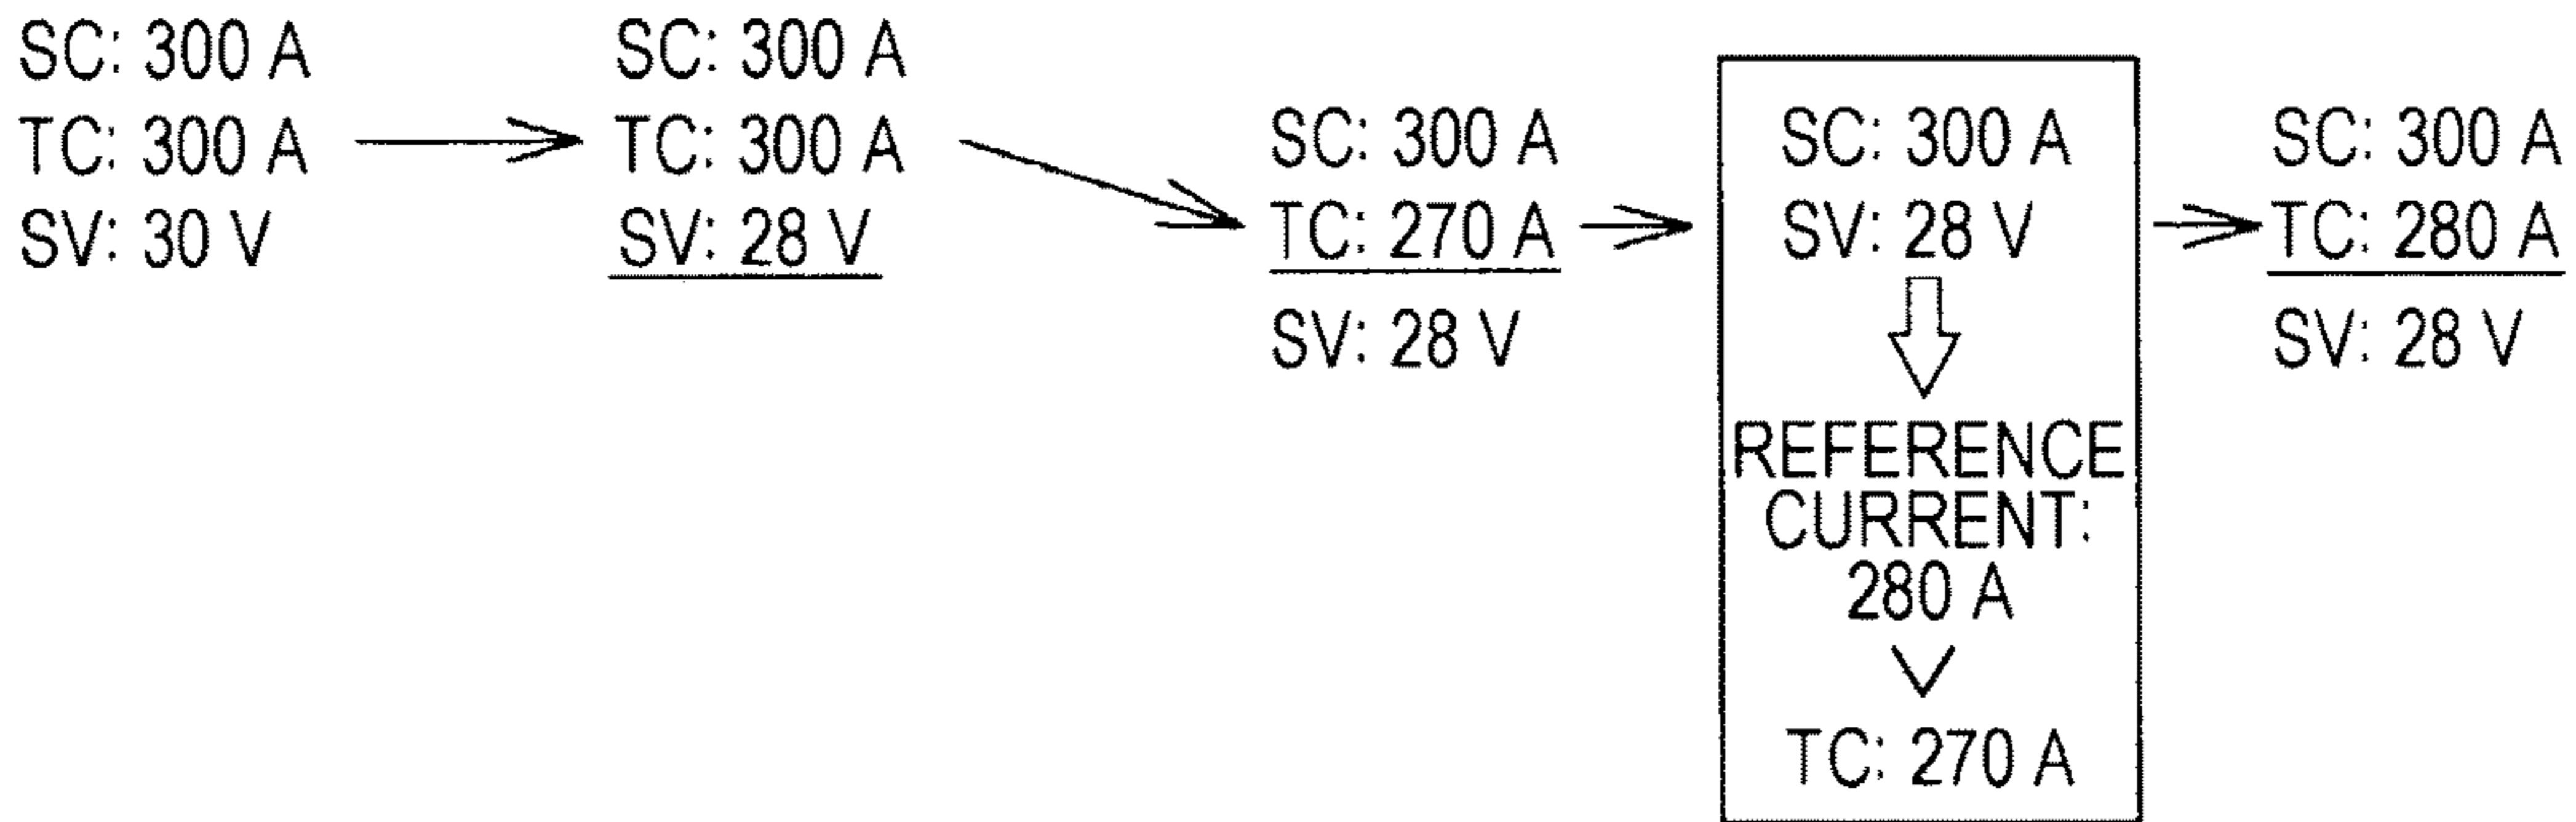 SC: 300 A
TC: 300 A
SV: 30 V
SC: 300 A
TC: 300 A
SV: 28 V
SC: 300 A
TC: 270 A
SV: 28 V
SC: 300 A
SV: 28 V
REFERENCE
CURRENT:
280 A
TC: 270 A
SC: 300 A
TC: 280 A
SV: 28 V